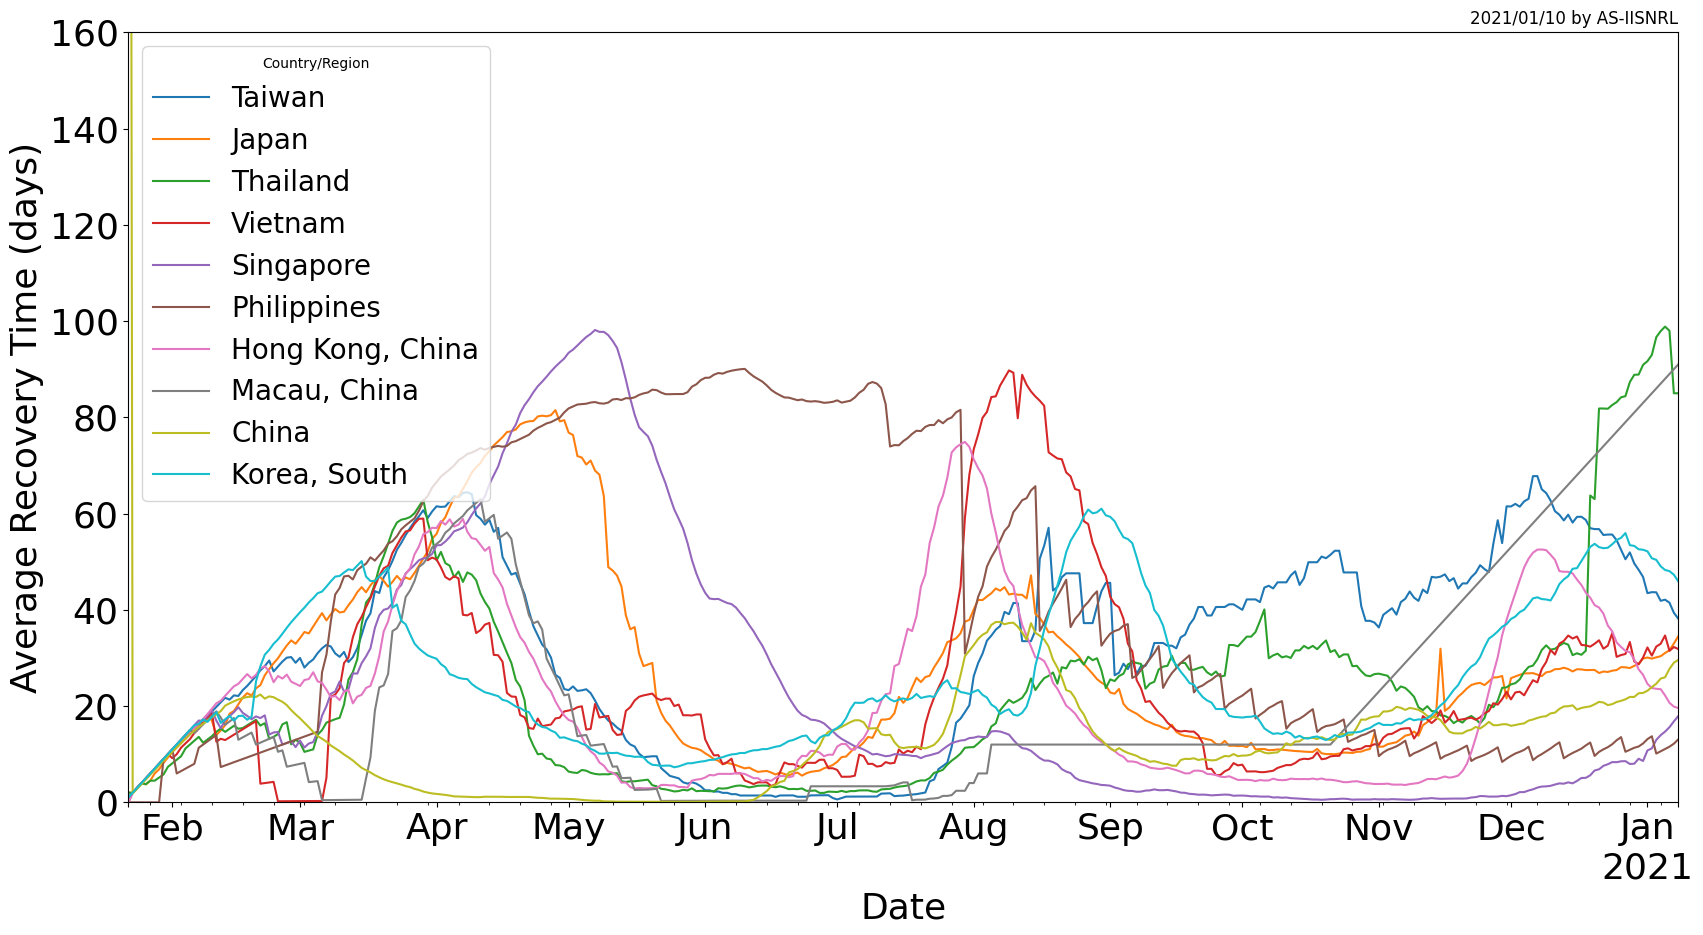 2021/01/10 by AS-IISNRL
Average Recovery Time (days)
160
140
120
100
80
60
40
20
0
Country/Region
Taiwan
Japan
Thailand
Vietnam
Singapore
Philippines
Hong Kong, China
Macau, China
China
Korea, South
Feb Mar Apr May Jun Jul Aug Sep Oct Nov Dec Jan
2021
Date